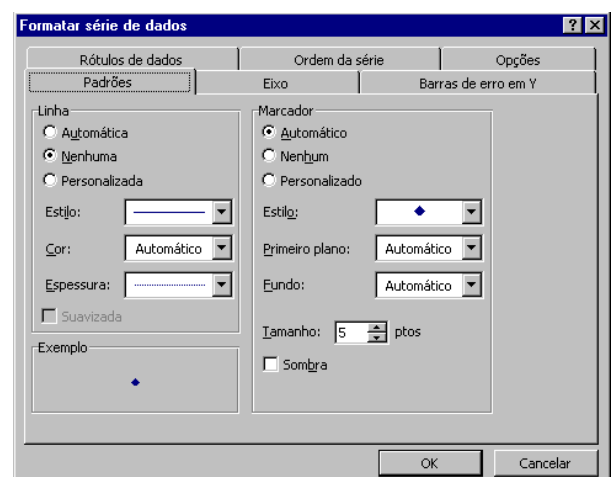 Formatar série de dados
Rótulos de dados
Ordem da série
Opções
Padrões
Eixo
Barras de erro em Y
Linha
Automática
Nenhuma
Personalizada
Estilo:
Cor: Automático
Espessura:
Suavizada
Exemplo
Marcador
Automático
Nenhum
Personalizado
Estilo:
Primeiro plano: Automático
Fundo: Automático
Tamanho: 5 ptos
Sombra
OK
Cancelar